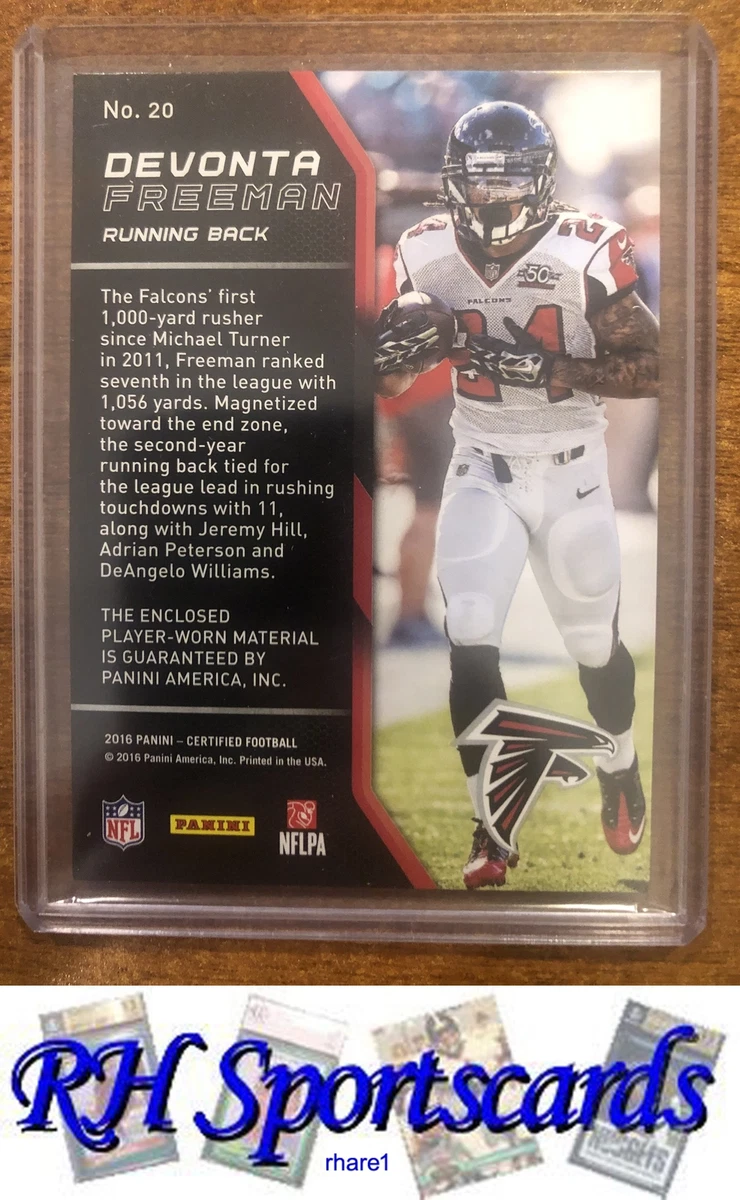 No. 20
DEVONTA
FREEMAN
RUNNING BACK
The Falcons' first
1,000-yard rusher
since Michael Turner
in 2011, Freeman ranked
seventh in the league with
1,056 yards. Magnetized
toward the end zone,
the second-year
running back tied for
the league lead in rushing
touchdowns with 11,
along with Jeremy Hill,
Adrian Peterson and
DeAngelo Williams.
THE ENCLOSED
PLAYER-WORN MATERIAL
IS GUARANTEED BY
PANINI AMERICA, INC.
2016 PANINI – CERTIFIED FOOTBALL
© 2016 Panini America, Inc. Printed in the USA.
NFL
PANINI
NFLPA
24
50
FALCONS
24
RH Sportscards
NUGGETS
rhare1